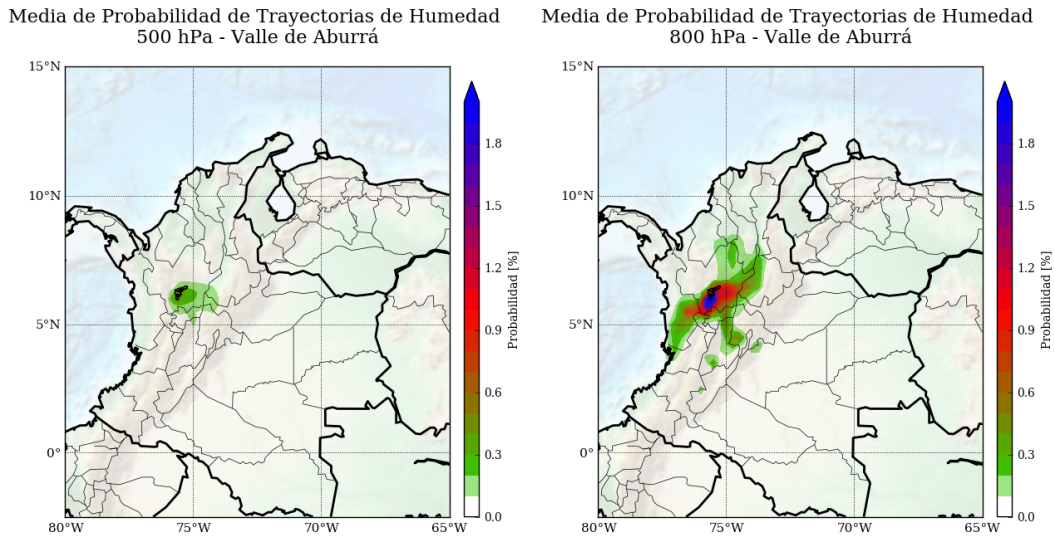 Media de Probabilidad de Trayectorias de Humedad
500 hPa - Valle de Aburrá
15°N
10°N
5°N
0°
80°W
75°W
70°W
65°W
1.8
1.5
1.2
0.9
0.6
0.3
0.0
Probabilidad [%]
Media de Probabilidad de Trayectorias de Humedad
800 hPa - Valle de Aburrá
15°N
10°N
5°N
0°
80°W
75°W
70°W
65°W
1.8
1.5
1.2
0.9
0.6
0.3
0.0
Probabilidad [%]